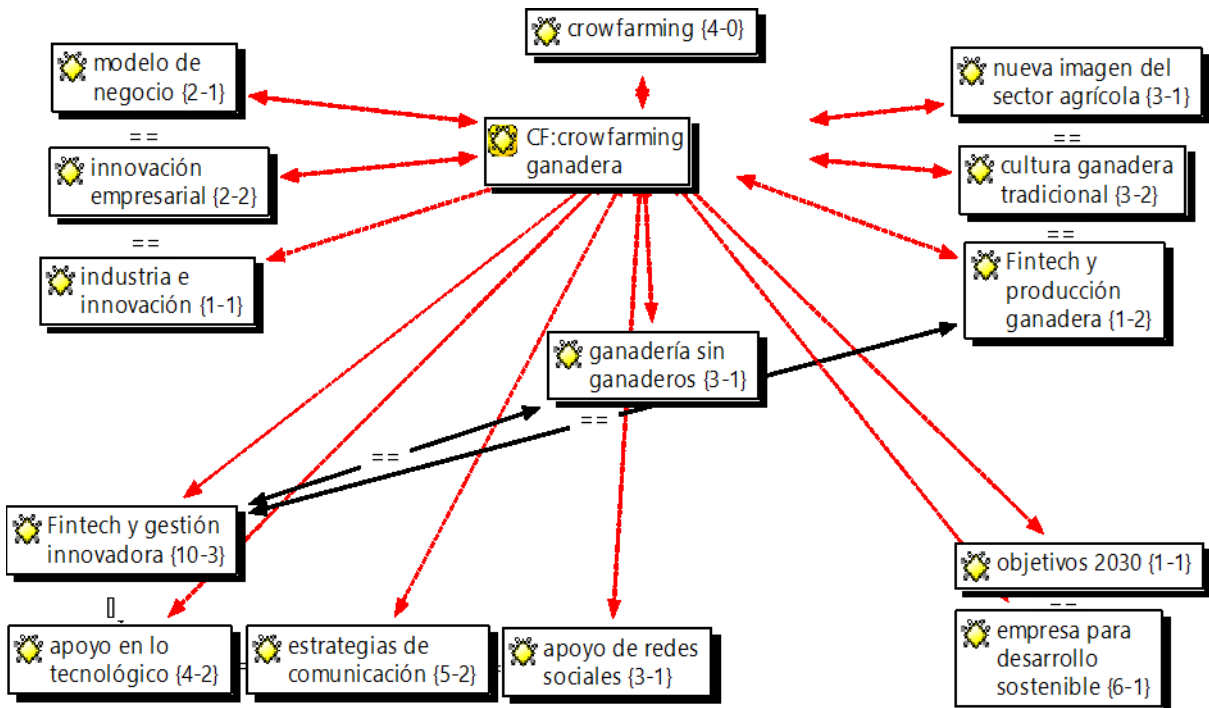 crowfarming {4-0}
modelo de
negocio {2-1}
nueva imagen del
sector agrícola {3-1}
==
==
CF:crowfarming
ganadera
innovación
empresarial {2-2}
cultura ganadera
tradicional {3-2}
==
==
industria e
innovación {1-1}
Fintech y
producción
ganadera {1-2}
ganadería sin
ganaderos {3-1}
==
==
Fintech y gestión
innovadora {10-3}
objetivos 2030 {1-1}
==
apoyo en lo
tecnológico {4-2}
estrategias de
comunicación {5-2}
apoyo de redes
sociales {3-1}
empresa para
desarrollo
sostenible {6-1}